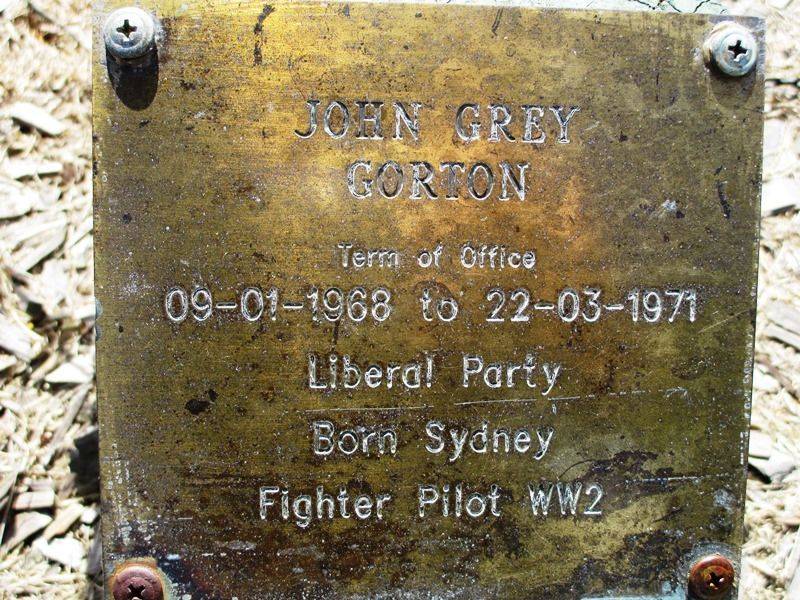 JOHN GREY
GORTON
Term of Office
09-01-1968 to 22-03-1971
Liberal Party
Born Sydney
Fighter Pilot WW2